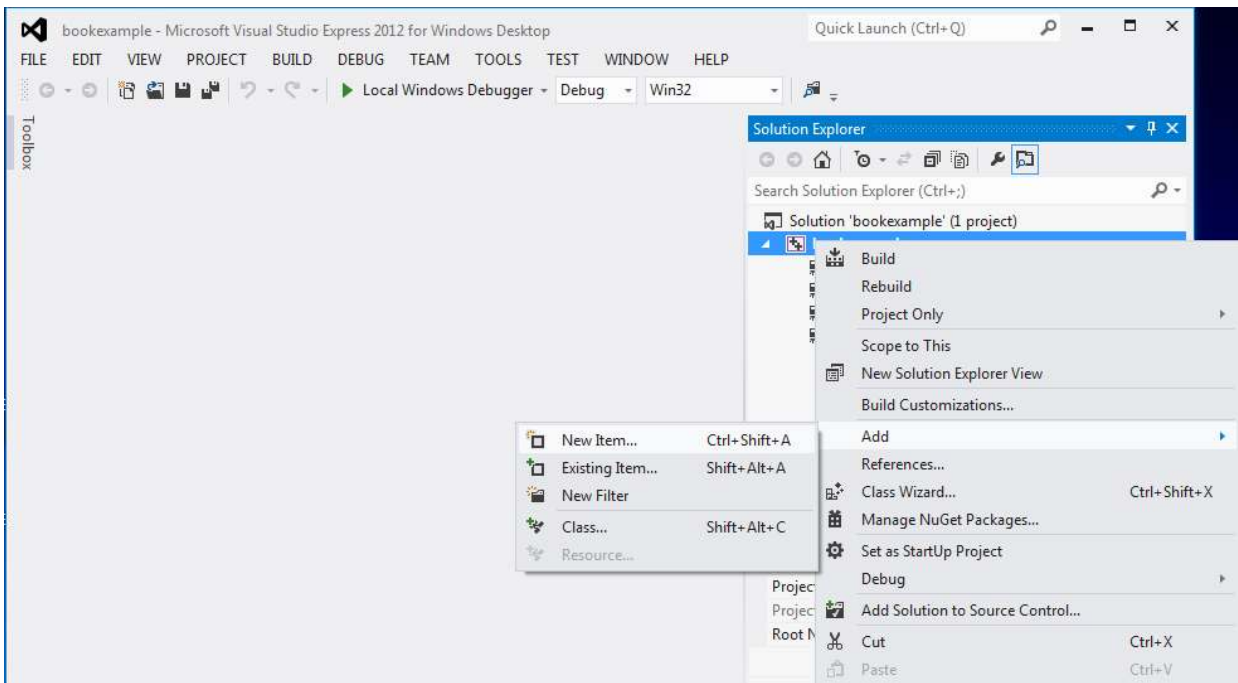 bookexample - Microsoft Visual Studio Express 2012 for Windows Desktop Quick Launch (Ctrl+Q)
FILE EDIT VIEW PROJECT BUILD DEBUG TEAM TOOLS TEST WINDOW HELP
Local Windows Debugger Debug Win32
Toolbox
Solution Explorer
Search Solution Explorer (Ctrl+;)
Solution 'bookexample' (1 project)
Build
Rebuild
Project Only
Scope to This
New Solution Explorer View
Build Customizations...
Add
References...
Class Wizard... Ctrl+Shift+X
Manage NuGet Packages...
Set as StartUp Project
Debug
Add Solution to Source Control...
Cut Ctrl+X
Paste Ctrl+V
New Item... Ctrl+Shift+A
Existing Item... Shift+Alt+A
New Filter
Class... Shift+Alt+C
Resource...
Projec
Projec
Root N